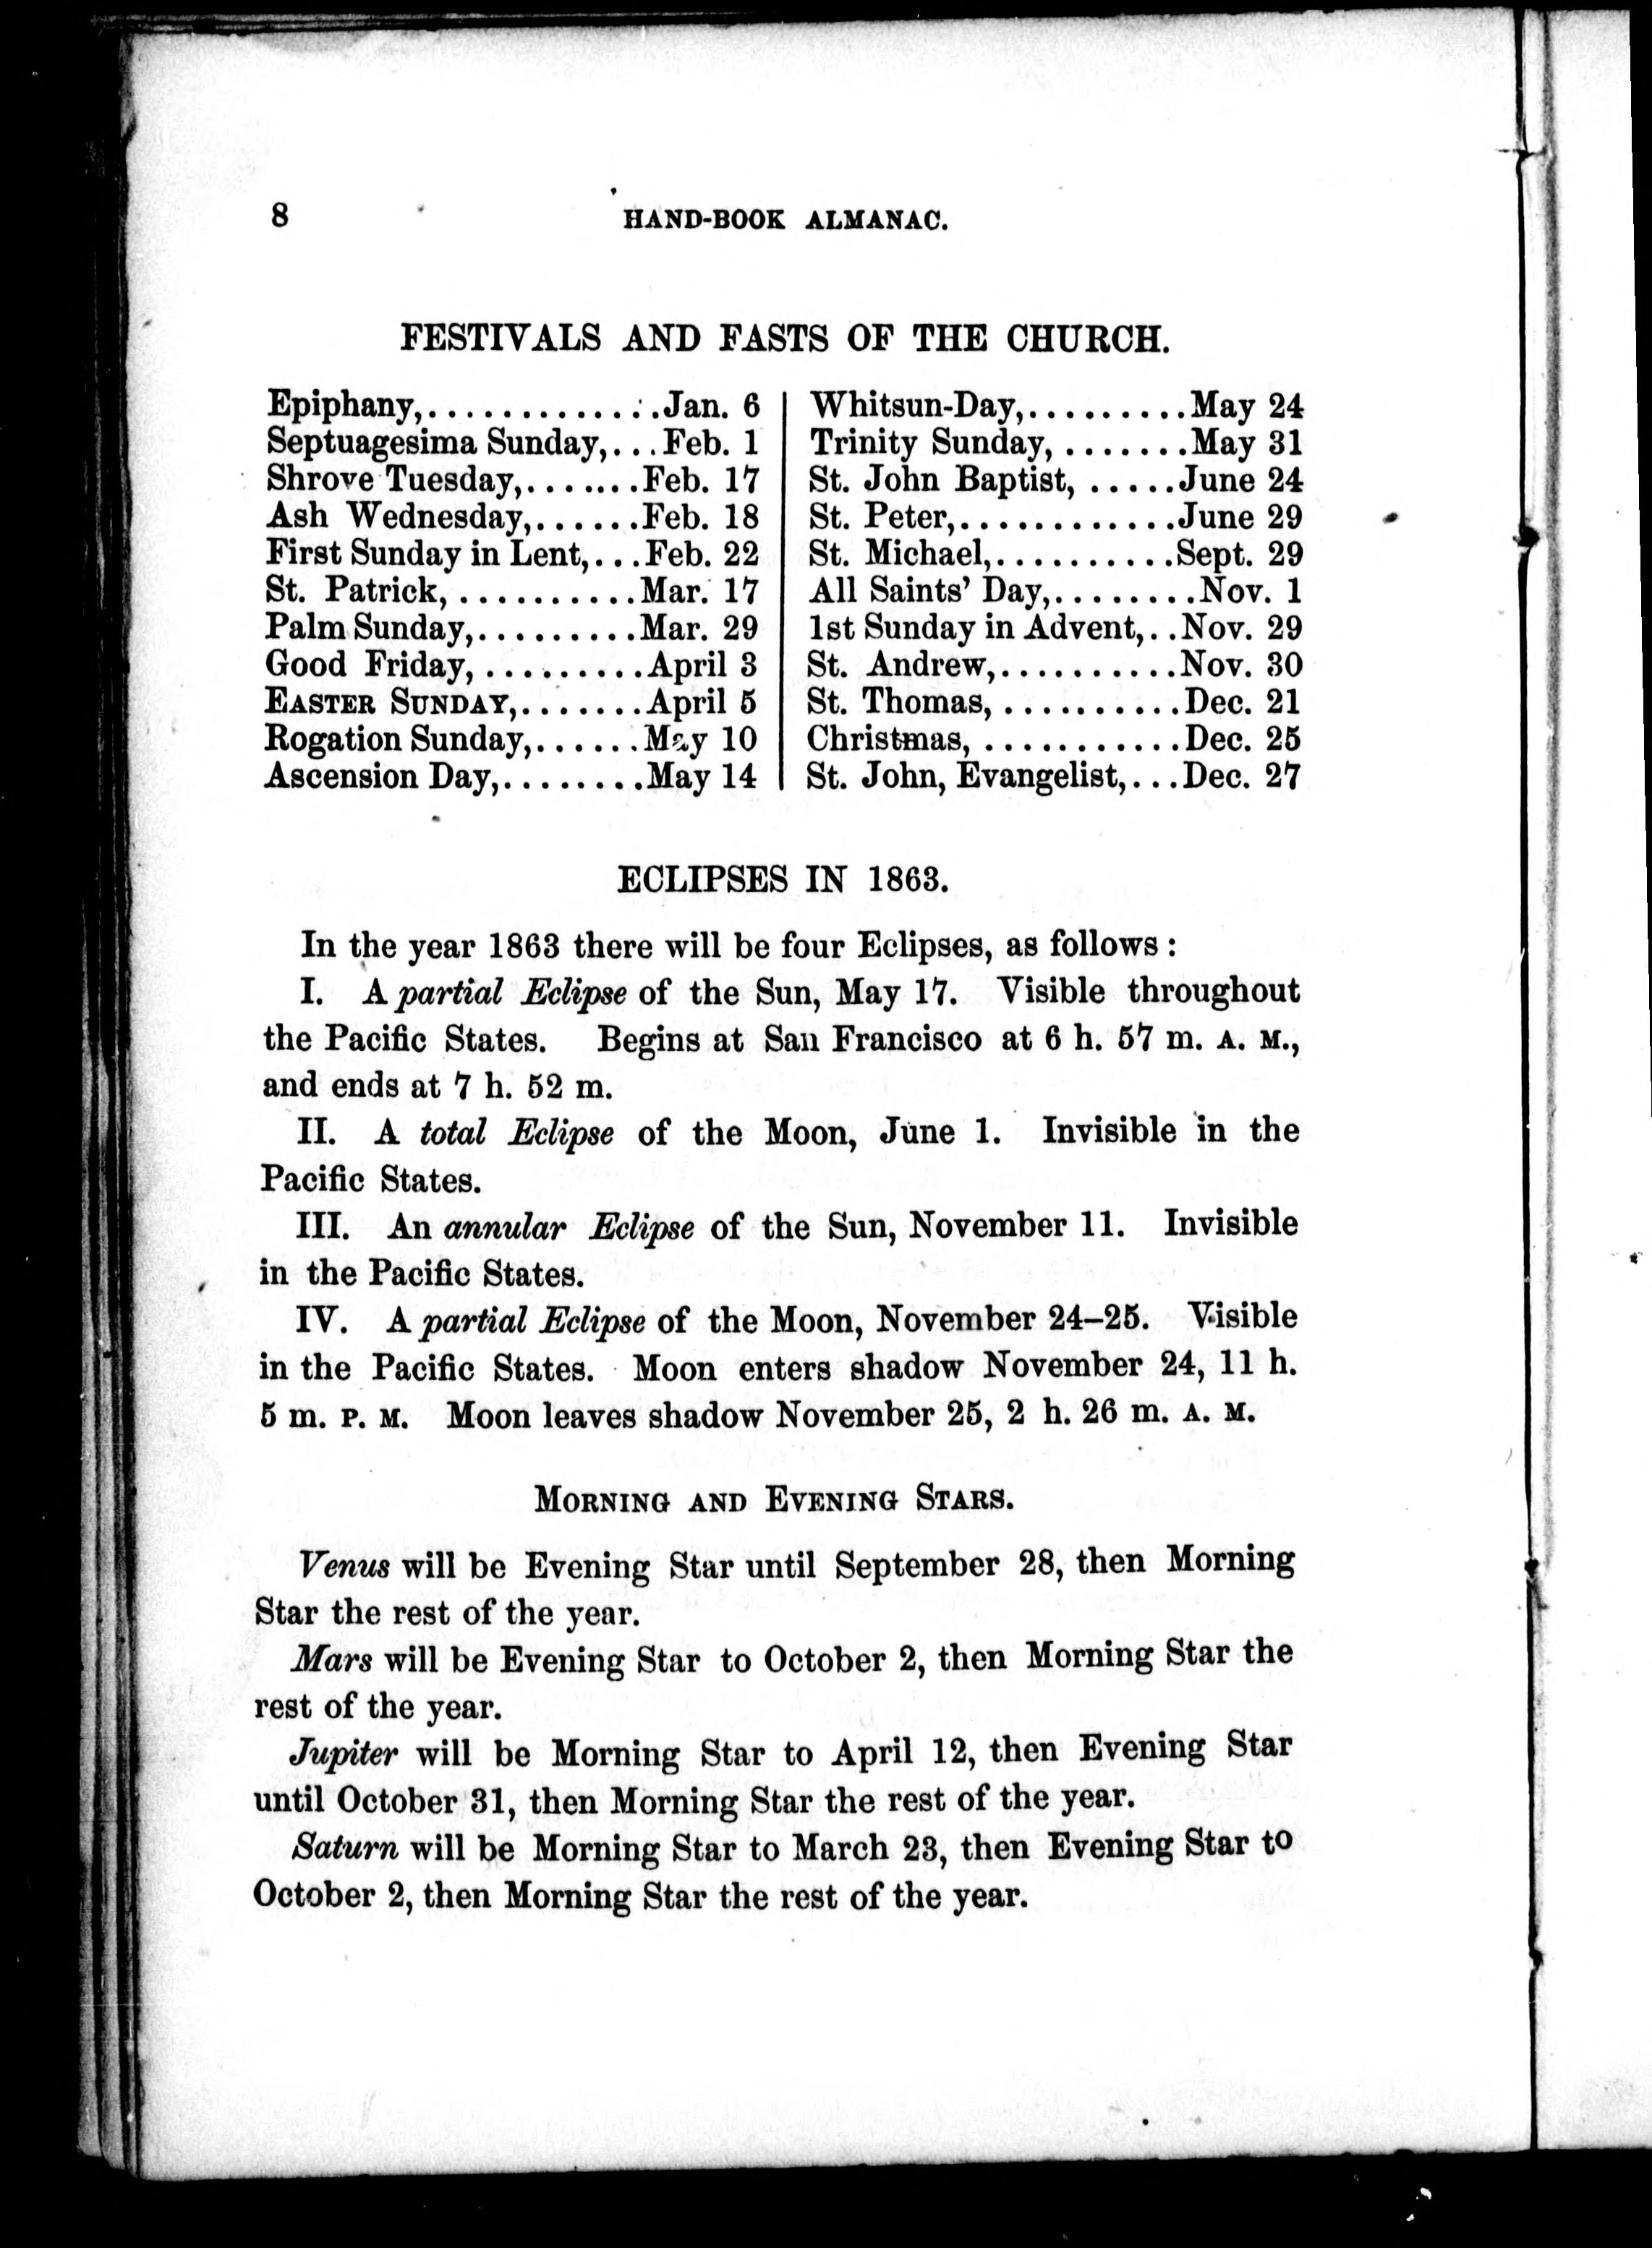 8 HAND-BOOK ALMANAC.
FESTIVALS AND FASTS OF THE CHURCH.
Epiphany,..............Jan. 6
Septuagesima Sunday,...Feb. 1
Shrove Tuesday,.......Feb. 17
Ash Wednesday,......Feb. 18
First Sunday in Lent,...Feb. 22
St. Patrick,..........Mar. 17
Palm Sunday,.........Mar. 29
Good Friday,.........April 3
EASTER SUNDAY,.......April 5
Rogation Sunday,......May 10
Ascension Day,........May 14
Whitsun-Day,.........May 24
Trinity Sunday,.......May 31
St. John Baptist,.....June 24
St. Peter,............June 29
St. Michael,..........Sept. 29
All Saints' Day,........Nov. 1
1st Sunday in Advent,..Nov. 29
St. Andrew,..........Nov. 30
St. Thomas,..........Dec. 21
Christmas,...........Dec. 25
St. John, Evangelist,...Dec. 27
ECLIPSES IN 1863.
In the year 1863 there will be four Eclipses, as follows:
I. A partial Eclipse of the Sun, May 17. Visible throughout
the Pacific States. Begins at San Francisco at 6 h. 57 m. A. M.,
and ends at 7 h. 52 m.
II. A total Eclipse of the Moon, June 1. Invisible in the
Pacific States.
III. An annular Eclipse of the Sun, November 11. Invisible
in the Pacific States.
IV. A partial Eclipse of the Moon, November 24–25. Visible
in the Pacific States. Moon enters shadow November 24, 11 h.
5 m. P. M. Moon leaves shadow November 25, 2 h. 26 m. A. M.
MORNING AND EVENING STARS.
Venus will be Evening Star until September 28, then Morning
Star the rest of the year.
Mars will be Evening Star to October 2, then Morning Star the
rest of the year.
Jupiter will be Morning Star to April 12, then Evening Star
until October 31, then Morning Star the rest of the year.
Saturn will be Morning Star to March 23, then Evening Star to
October 2, then Morning Star the rest of the year.